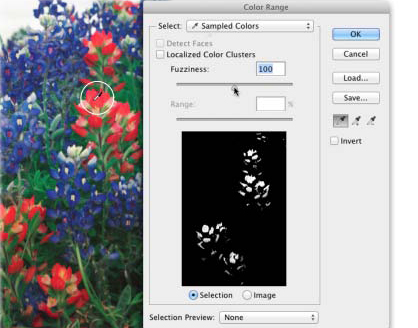 Color Range
Select: Sampled Colors
OK
Detect Faces
Localized Color Clusters
Cancel
Fuzziness: 100
Load...
Save...
Range: %
Invert
Selection Image
Selection Preview: None